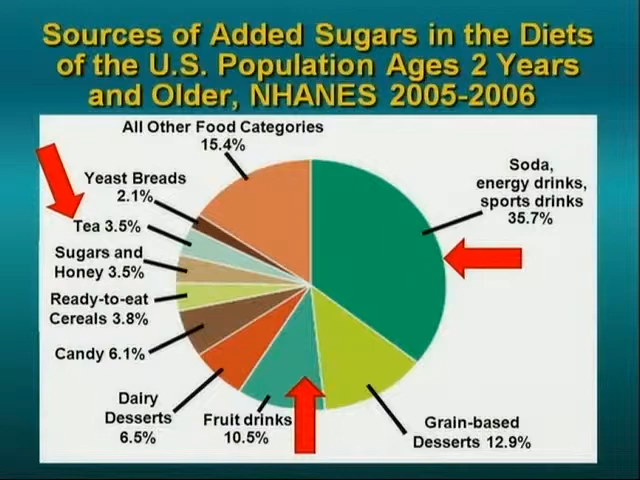 Sources of Added Sugars in the Diets
of the U.S. Population Ages 2 Years
and Older, NHANES 2005-2006
All Other Food Categories
15.4%
Soda,
energy drinks,
sports drinks
35.7%
Yeast Breads
2.1%
Tea 3.5%
Sugars and
Honey 3.5%
Ready-to-eat
Cereals 3.8%
Candy 6.1%
Dairy
Desserts
6.5%
Fruit drinks
10.5%
Grain-based
Desserts 12.9%